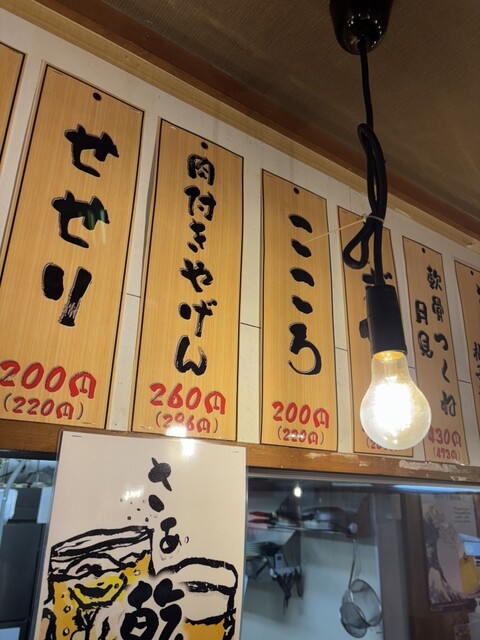 せせり
200円
(220円)
肉付きやげん
260円
(286円)
こころ
200円
(220円)
軟骨つくね
月見
430円
(473円)
さあ
乾